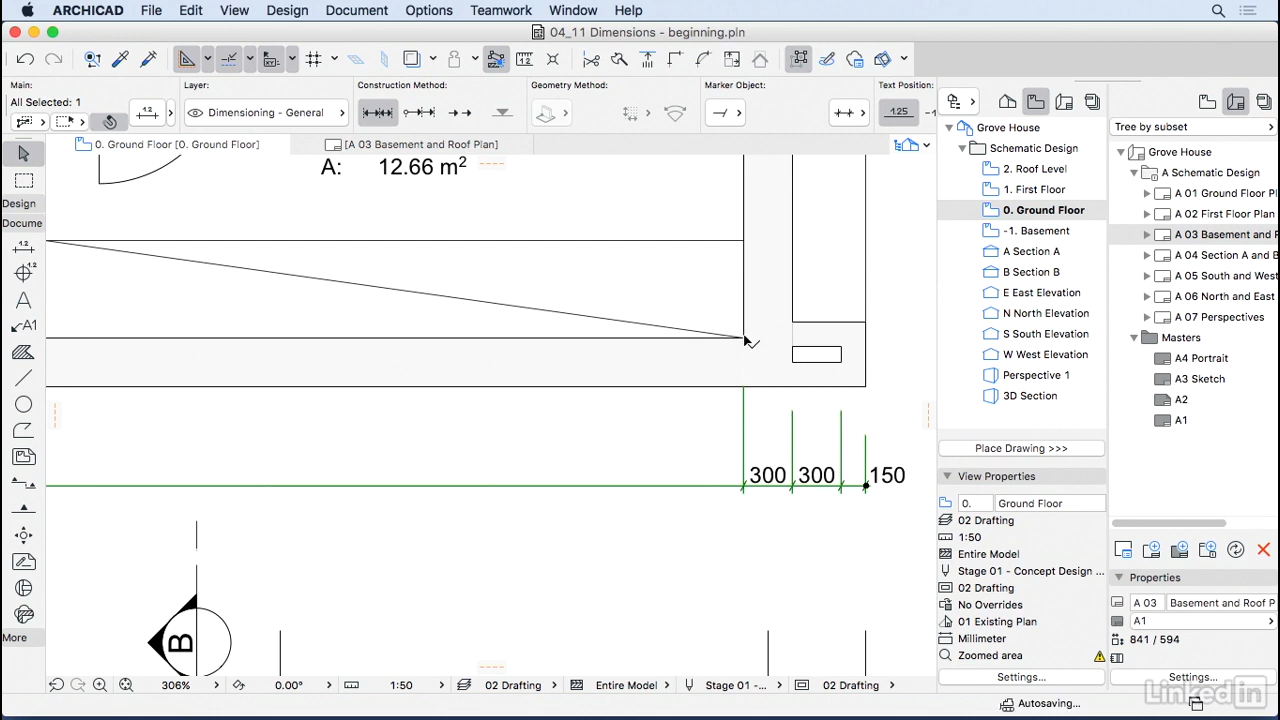 ARCHICAD File Edit View Design Document Options Teamwork Window Help
04_11 Dimensions - beginning.pln
Main:
All Selected: 1
Layer:
Dimensioning - General
Construction Method:
Geometry Method:
Marker Object:
Text Position:
1.2
125
0. Ground Floor [0. Ground Floor]
[A 03 Basement and Roof Plan]
Design
Docume
More
A: 12.66 m²
300 300 150
B
Grove House
Schematic Design
2. Roof Level
1. First Floor
0. Ground Floor
-1. Basement
A Section A
B Section B
E East Elevation
N North Elevation
S South Elevation
W West Elevation
Perspective 1
3D Section
Place Drawing >>>
View Properties
0. Ground Floor
02 Drafting
1:50
Entire Model
Stage 01 - Concept Design ...
02 Drafting
No Overrides
01 Existing Plan
Millimeter
Zoomed area
Settings...
Tree by subset
Grove House
A Schematic Design
A 01 Ground Floor Pl
A 02 First Floor Plan
A 03 Basement and R
A 04 Section A and B
A 05 South and West
A 06 North and East
A 07 Perspectives
Masters
A4 Portrait
A3 Sketch
A2
A1
Properties
A 03 Basement and Roof P
A1
841 / 594
Settings...
306% 0.00° 1:50 02 Drafting Entire Model Stage 01 -... 02 Drafting
Autosaving...
LinkedIn